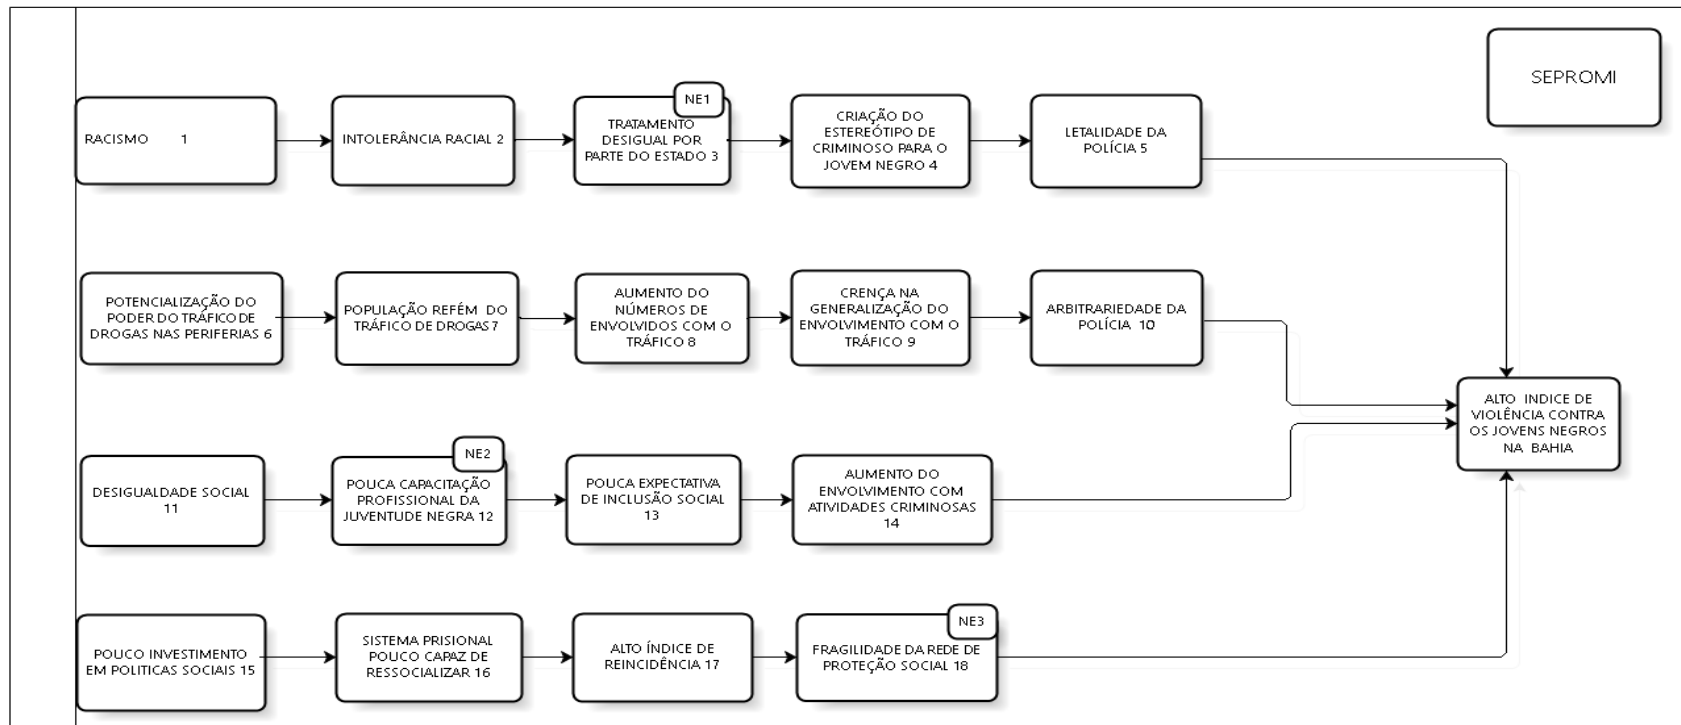 SEPROMI
RACISMO 1
INTOLERÂNCIA RACIAL 2
NE1
TRATAMENTO
DESIGUAL POR
PARTE DO ESTADO 3
CRIAÇÃO DO
ESTEREÓTIPO DE
CRIMINOSO PARA O
JOVEM NEGRO 4
LETALIDADE DA
POLÍCIA 5
POTENCIALIZAÇÃO DO
PODER DO TRÁFICO DE
DROGAS NAS PERIFERIAS 6
POPULAÇÃO REFÉM DO
TRÁFICO DE DROGAS 7
AUMENTO DO
NÚMEROS DE
ENVOLVIDOS COM O
TRÁFICO 8
CRENÇA NA
GENERALIZAÇÃO DO
ENVOLVIMENTO COM O
TRÁFICO 9
ARBITRARIEDADE DA
POLÍCIA 10
ALTO INDICE DE
VIOLÊNCIA CONTRA
OS JOVENS NEGROS
NA BAHIA
DESIGUALDADE SOCIAL
11
NE2
POUCA CAPACITAÇÃO
PROFISSIONAL DA
JUVENTUDE NEGRA 12
POUCA EXPECTATIVA
DE INCLUSÃO SOCIAL
13
AUMENTO DO
ENVOLVIMENTO COM
ATIVIDADES CRIMINOSAS
14
POUCO INVESTIMENTO
EM POLITICAS SOCIAIS 15
SISTEMA PRISIONAL
POUCO CAPAZ DE
RESSOCIALIZAR 16
ALTO ÍNDICE DE
REINCIDÊNCIA 17
NE3
FRAGILIDADE DA REDE DE
PROTEÇÃO SOCIAL 18